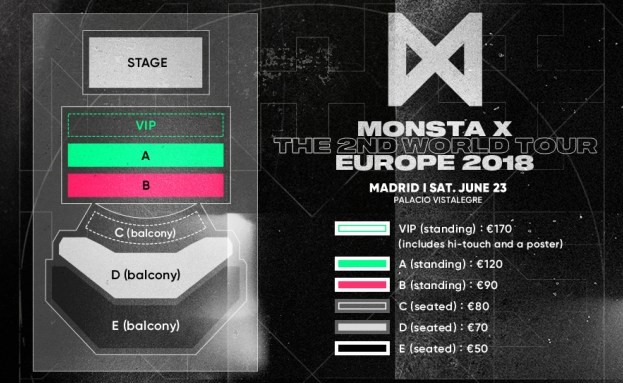 STAGE
VIP
A
B
C (balcony)
D (balcony)
E (balcony)
MONSTA X
THE 2ND WORLD TOUR
EUROPE 2018
MADRID I SAT. JUNE 23
PALACIO VISTALEGRE
VIP (standing) : €170
(includes hi-touch and a poster)
A (standing) : €120
B (standing) : €90
C (seated) : €80
D (seated) : €70
E (seated) : €50